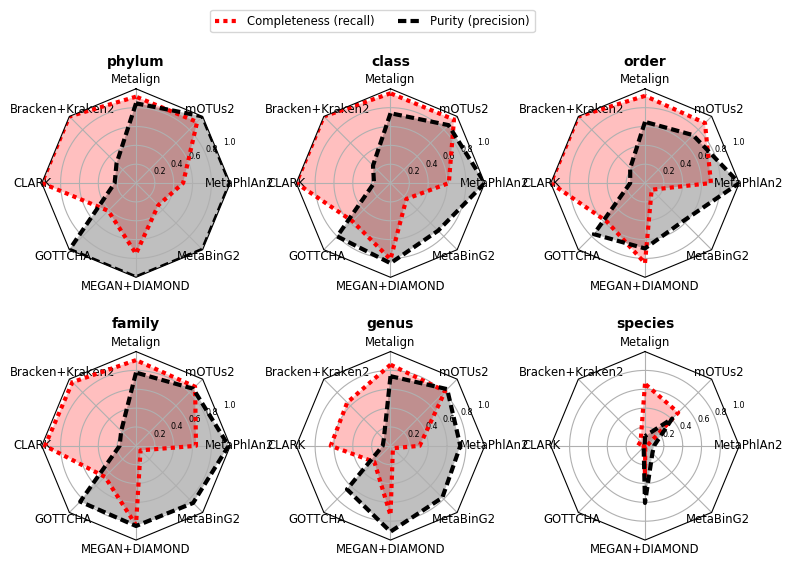 Completeness (recall) Purity (precision)
phylum
Metalign
Bracken+Kraken2 mOTUs2
1.0
0.8
0.6
0.4
0.2
CLARK MetaPhlAn2
GOTTCHA MetaBinG2
MEGAN+DIAMOND
class
Metalign
Bracken+Kraken2 mOTUs2
1.0
0.8
0.6
0.4
0.2
CLARK MetaPhlAn2
GOTTCHA MetaBinG2
MEGAN+DIAMOND
order
Metalign
Bracken+Kraken2 mOTUs2
1.0
0.8
0.6
0.4
0.2
CLARK MetaPhlAn2
GOTTCHA MetaBinG2
MEGAN+DIAMOND
family
Metalign
Bracken+Kraken2 mOTUs2
1.0
0.8
0.6
0.4
0.2
CLARK MetaPhlAn2
GOTTCHA MetaBinG2
MEGAN+DIAMOND
genus
Metalign
Bracken+Kraken2 mOTUs2
1.0
0.8
0.6
0.4
0.2
CLARK MetaPhlAn2
GOTTCHA MetaBinG2
MEGAN+DIAMOND
species
Metalign
Bracken+Kraken2 mOTUs2
1.0
0.8
0.6
0.4
0.2
CLARK MetaPhlAn2
GOTTCHA MetaBinG2
MEGAN+DIAMOND